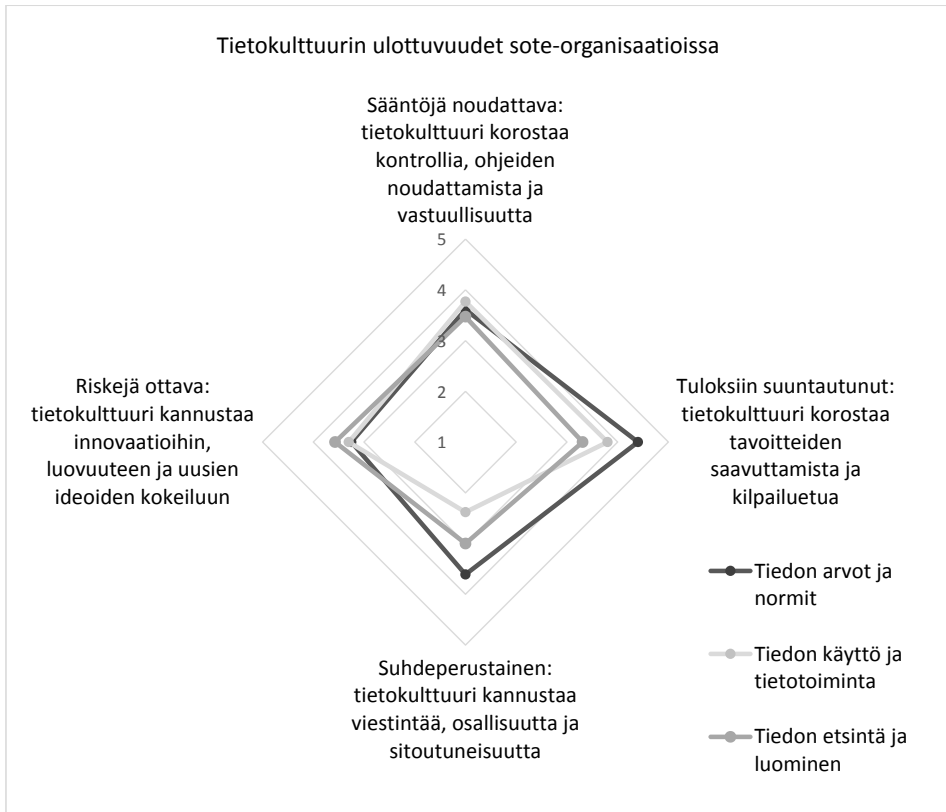 Tietokulttuurin ulottuvuudet sote-organisaatioissa
Sääntöjä noudattava:
tietokulttuuri korostaa
kontrollia, ohjeiden
noudattamista ja
vastuullisuutta
5
4
3
2
1
Riskejä ottava:
tietokulttuuri kannustaa
innovaatioihin,
luovuuteen ja uusien
ideoiden kokeiluun
Tuloksiin suuntautunut:
tietokulttuuri korostaa
tavoitteiden
saavuttamista ja
kilpailuetua
Suhdeperustainen:
tietokulttuuri kannustaa
viestintää, osallisuutta ja
sitoutuneisuutta
Tiedon arvot ja
normit
Tiedon käyttö ja
tietotoiminta
Tiedon etsintä ja
luominen